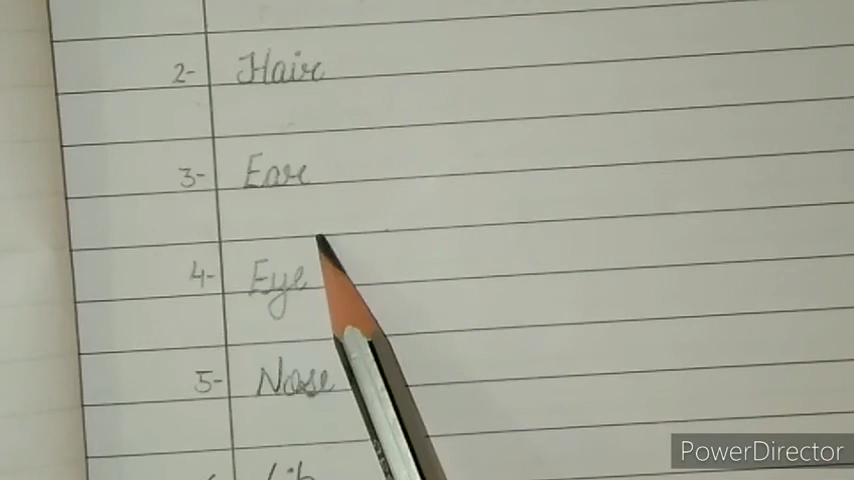 2- Hair
3- Ear
4- Eye
5- Nose
PowerDirector